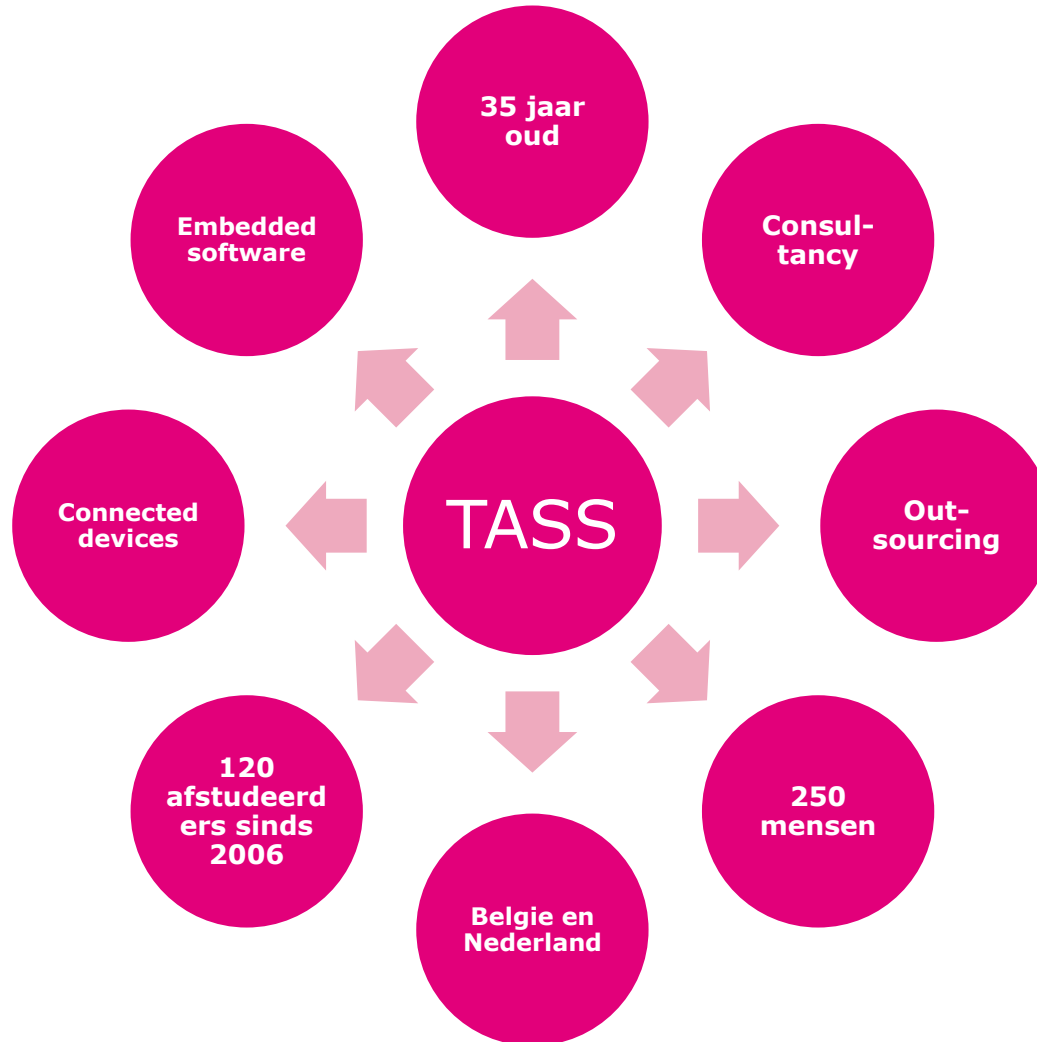 35 jaar
oud
Embedded
software
Consul-
tancy
Connected
devices
TASS
Out-
sourcing
120
afstudeerd
ers sinds
2006
250
mensen
Belgie en
Nederland